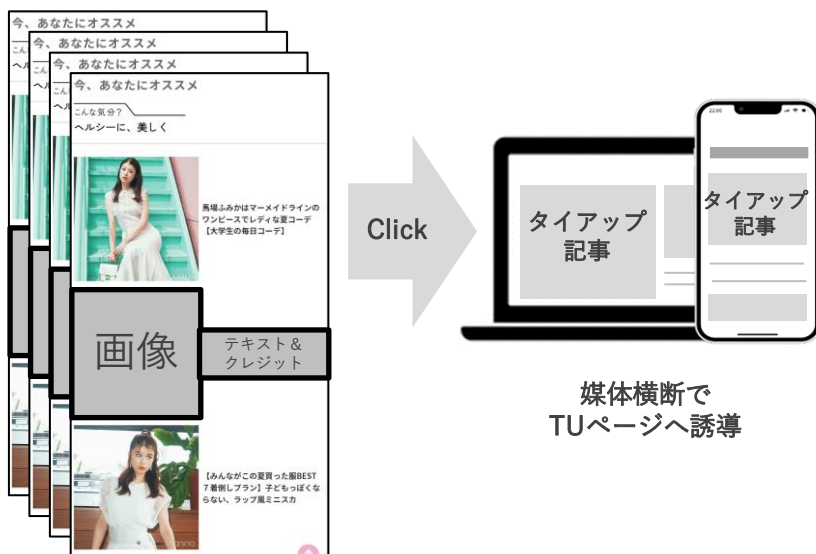 今、あなたにオススメ
今、あなたにオススメ
今、あなたにオススメ
今、あなたにオススメ
こんな気分?
ヘルシーに、美しく
馬場ふみかはマーメイドラインの
ワンピースでレディな夏コーデ
【大学生の毎日コーデ】
画像
テキスト&
クレジット
【みんながこの夏買った服BEST
7着倒しプラン】子どもっぽくな
らない、ラップ風ミニスカ
Click
タイアップ
記事
22:00
タイアップ
記事
媒体横断で
TUページへ誘導